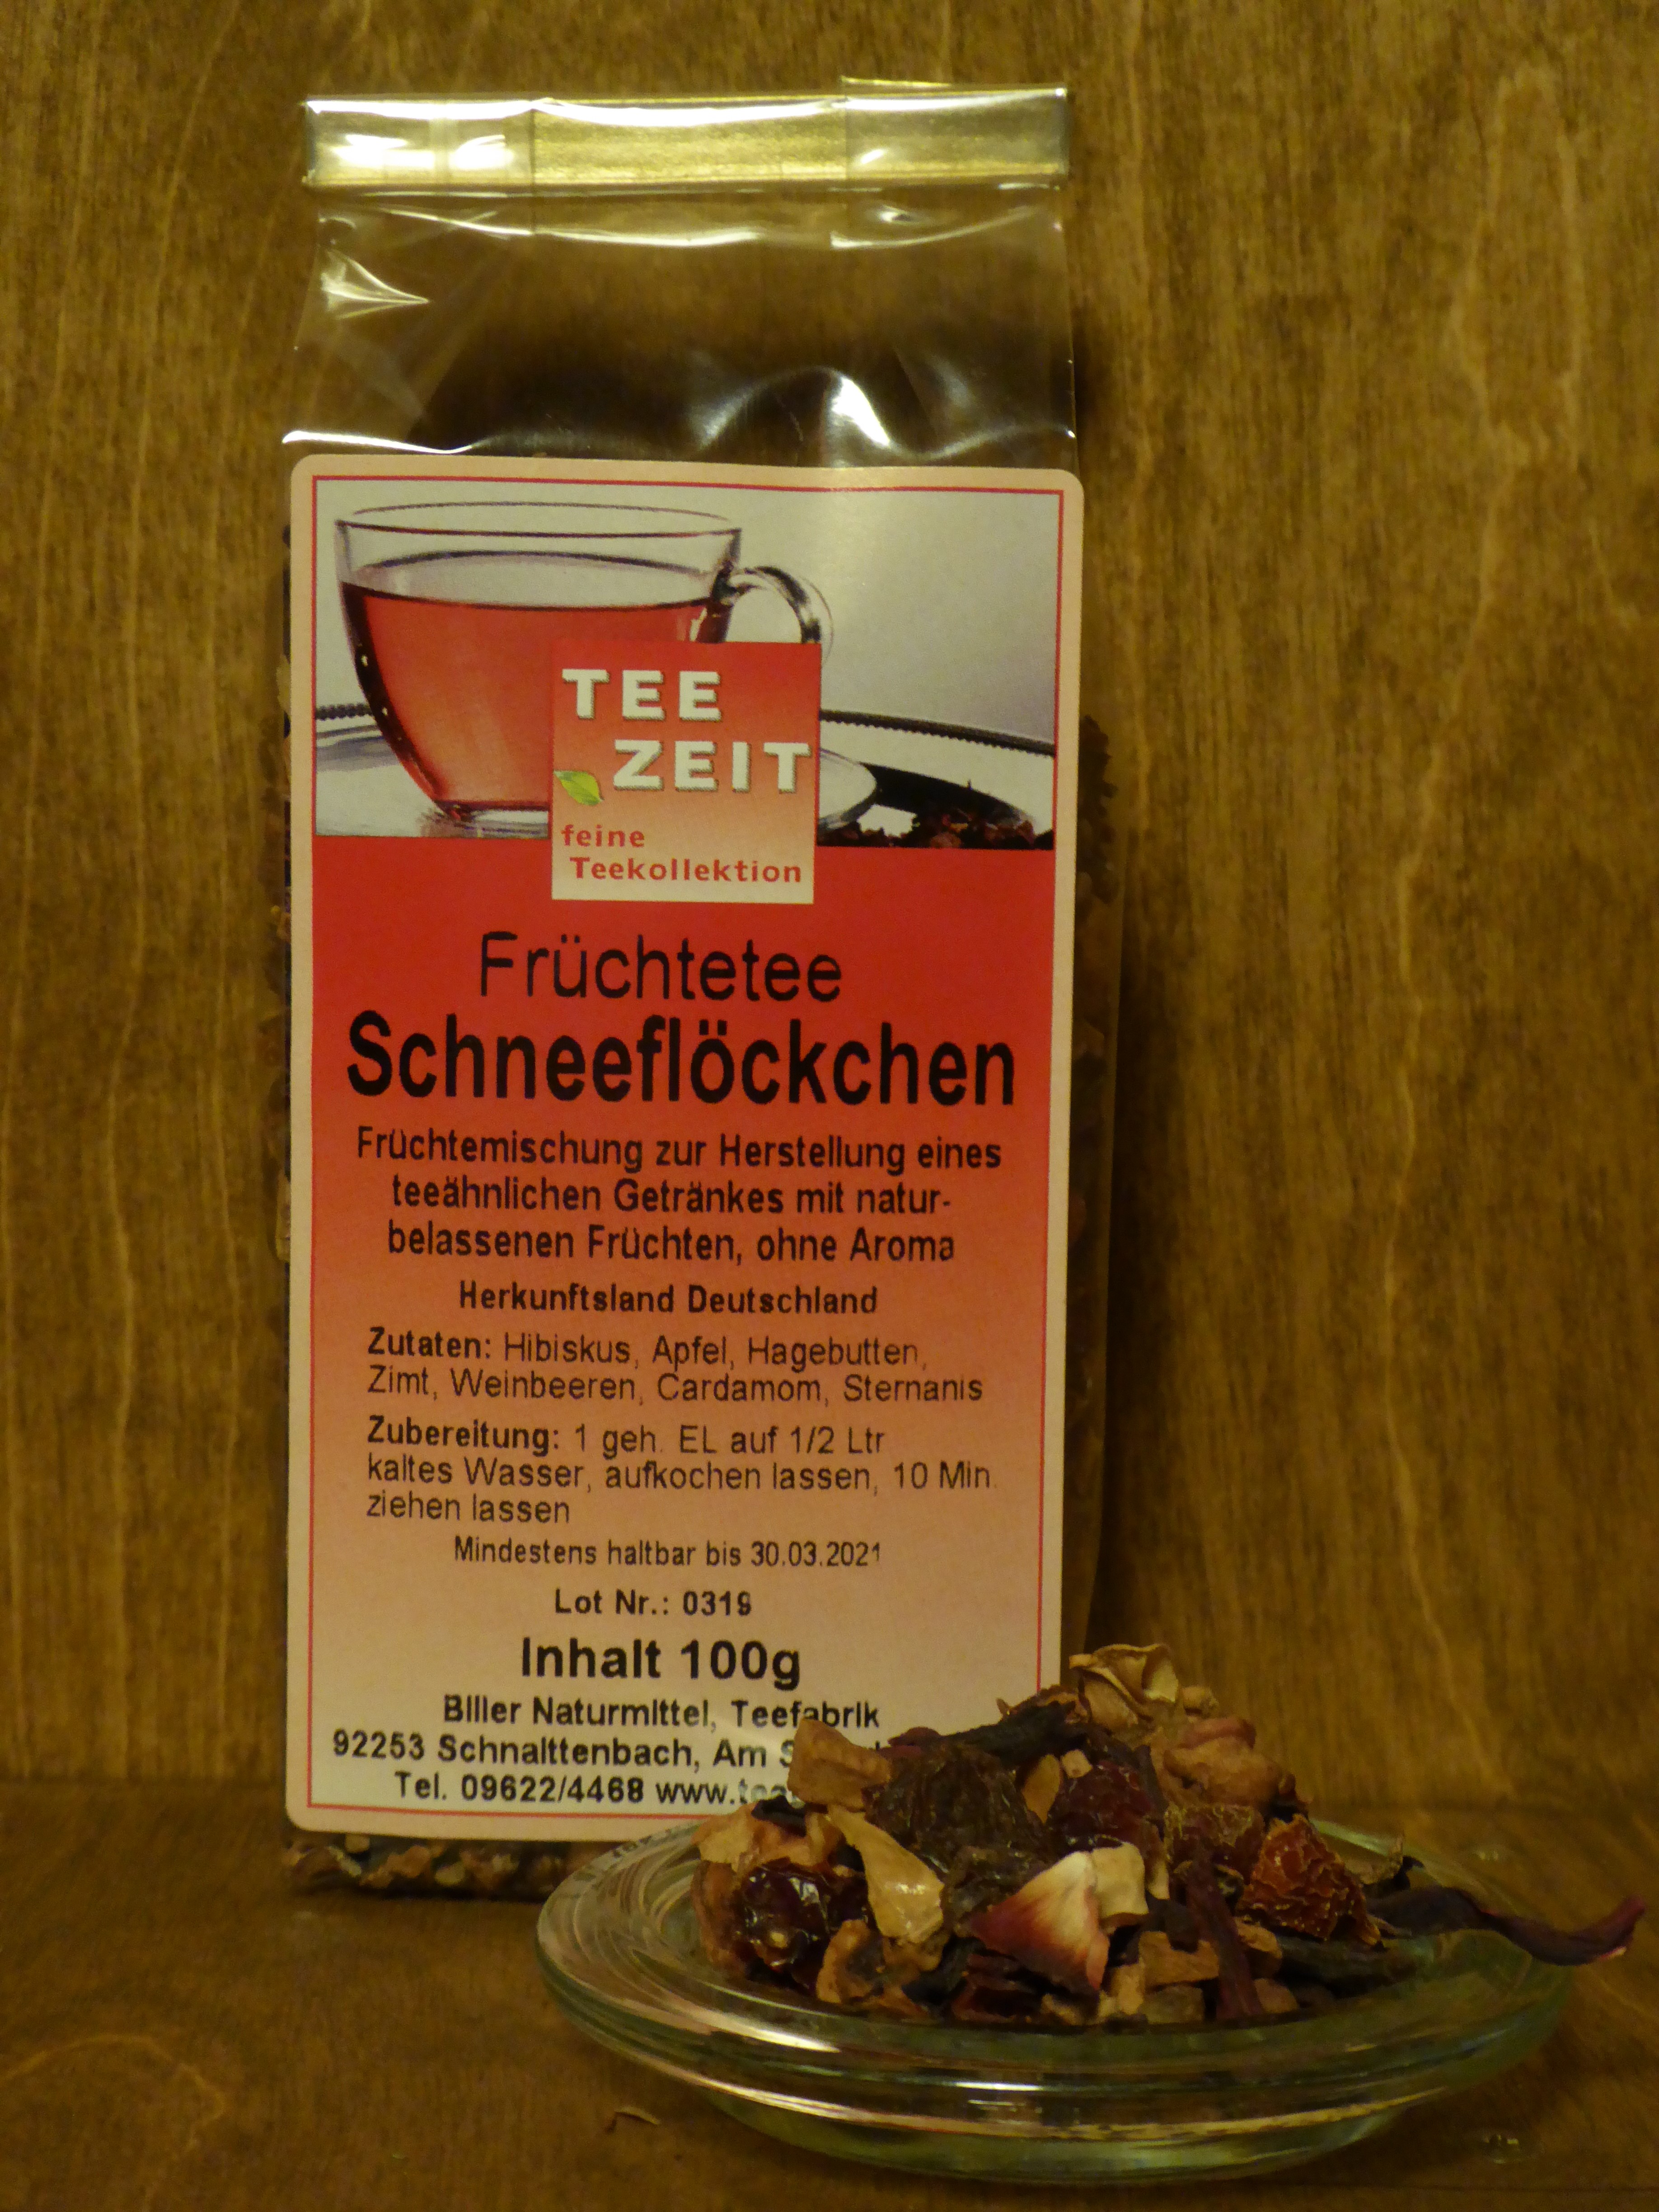 TEE
ZEIT
feine
Teekollektion
Früchtetee
Schneeflöckchen
Früchtemischung zur Herstellung eines
teeähnlichen Getränkes mit natur-
belassenen Früchten, ohne Aroma
Herkunftsland Deutschland
Zutaten: Hibiskus, Apfel, Hagebutten,
Zimt, Weinbeeren, Cardamom, Sternanis
Zubereitung: 1 geh. EL auf 1/2 Ltr
kaltes Wasser, aufkochen lassen, 10 Min.
ziehen lassen
Mindestens haltbar bis 30.03.2021
Lot Nr.: 0319
Inhalt 100g
Biller Naturmittel, Teefabrik
92253 Schnaittenbach, Am
Tel. 09622/4468